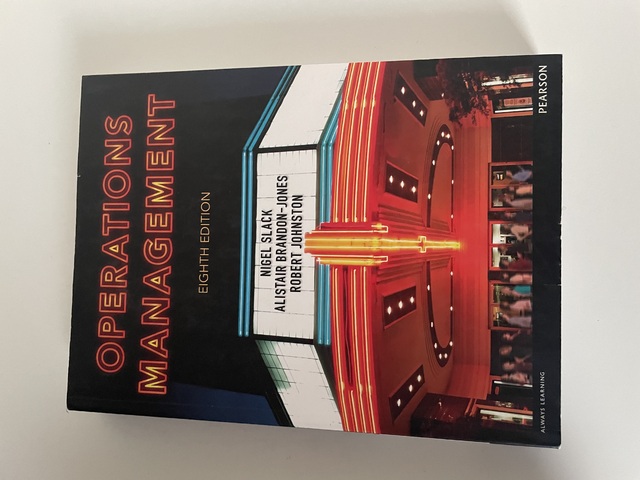 OPERATIONS
MANAGEMENT
EIGHTH EDITION
NIGEL SLACK
ALISTAIR BRANDON-JONES
ROBERT JOHNSTON
ALWAYS LEARNING
PEARSON